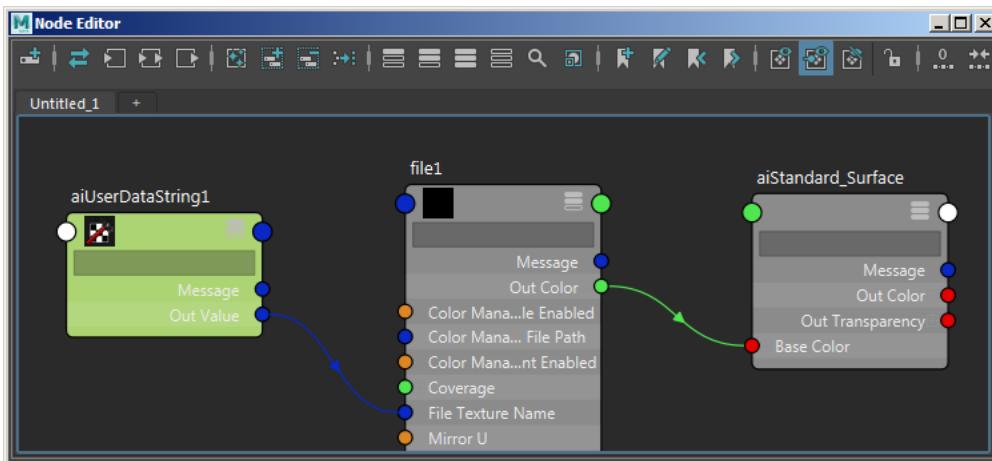 Node Editor
Untitled_1 +
aiUserDataString1
Message
Out Value
file1
Message
Out Color
Color Mana...le Enabled
Color Mana... File Path
Color Mana...nt Enabled
Coverage
File Texture Name
Mirror U
aiStandard_Surface
Message
Out Color
Out Transparency
Base Color